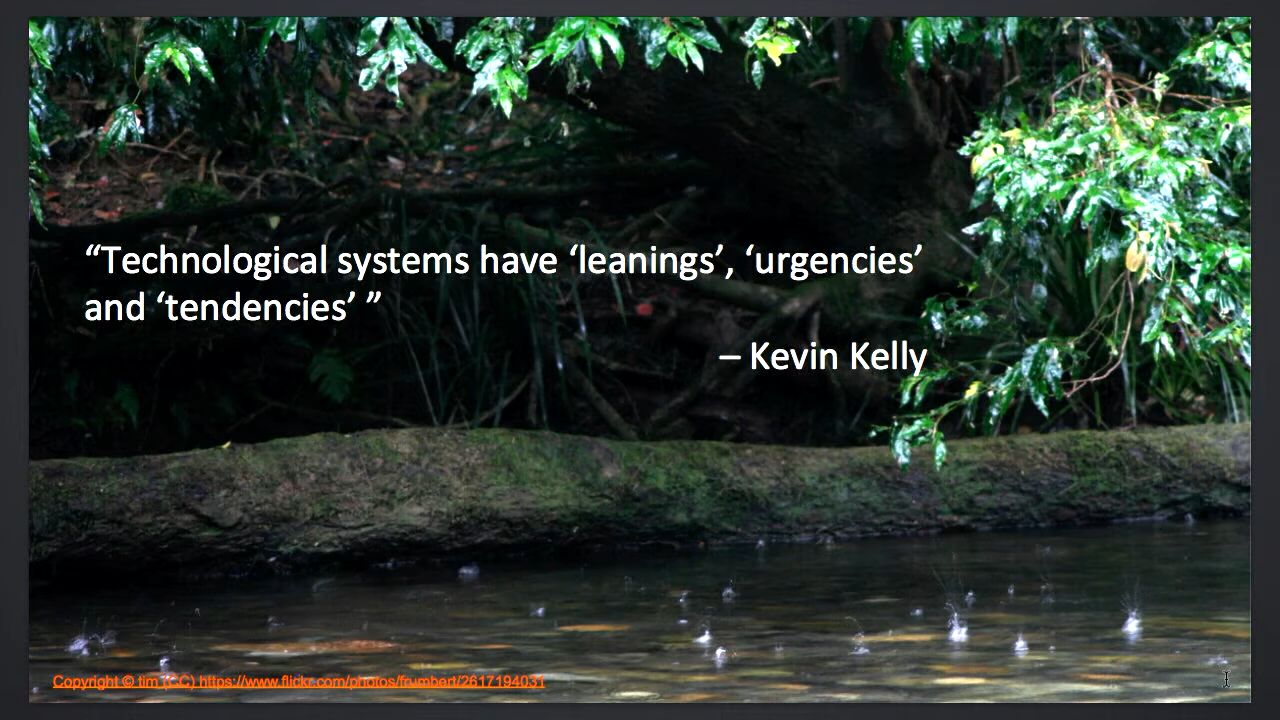 “Technological systems have ‘leanings’, ‘urgencies’
and ‘tendencies’ ”
– Kevin Kelly
Copyright © tim (CC) https://www.flickr.com/photos/frumbert/2617194031